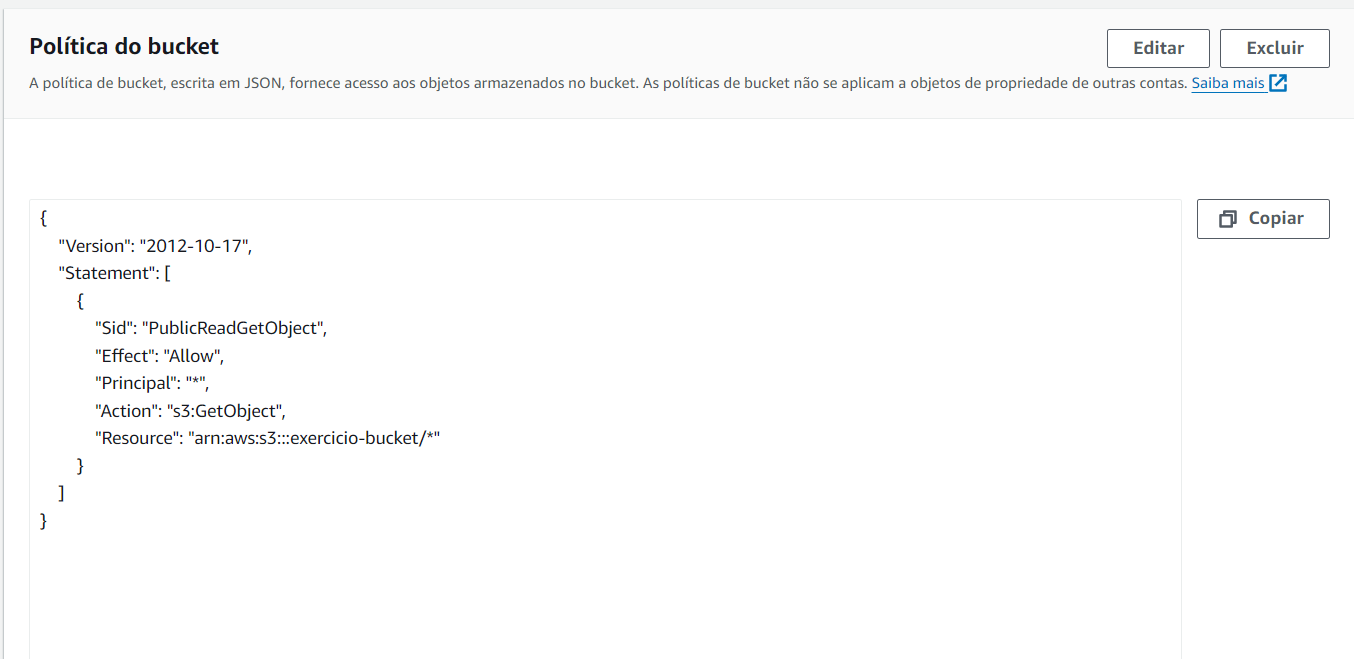 Política do bucket
Editar
Excluir
A política de bucket, escrita em JSON, fornece acesso aos objetos armazenados no bucket. As políticas de bucket não se aplicam a objetos de propriedade de outras contas. Saiba mais
Copiar
{
"Version": "2012-10-17",
"Statement": [
{
"Sid": "PublicReadGetObject",
"Effect": "Allow",
"Principal": "*",
"Action": "s3:GetObject",
"Resource": "arn:aws:s3:::exercicio-bucket/*"
}
]
}